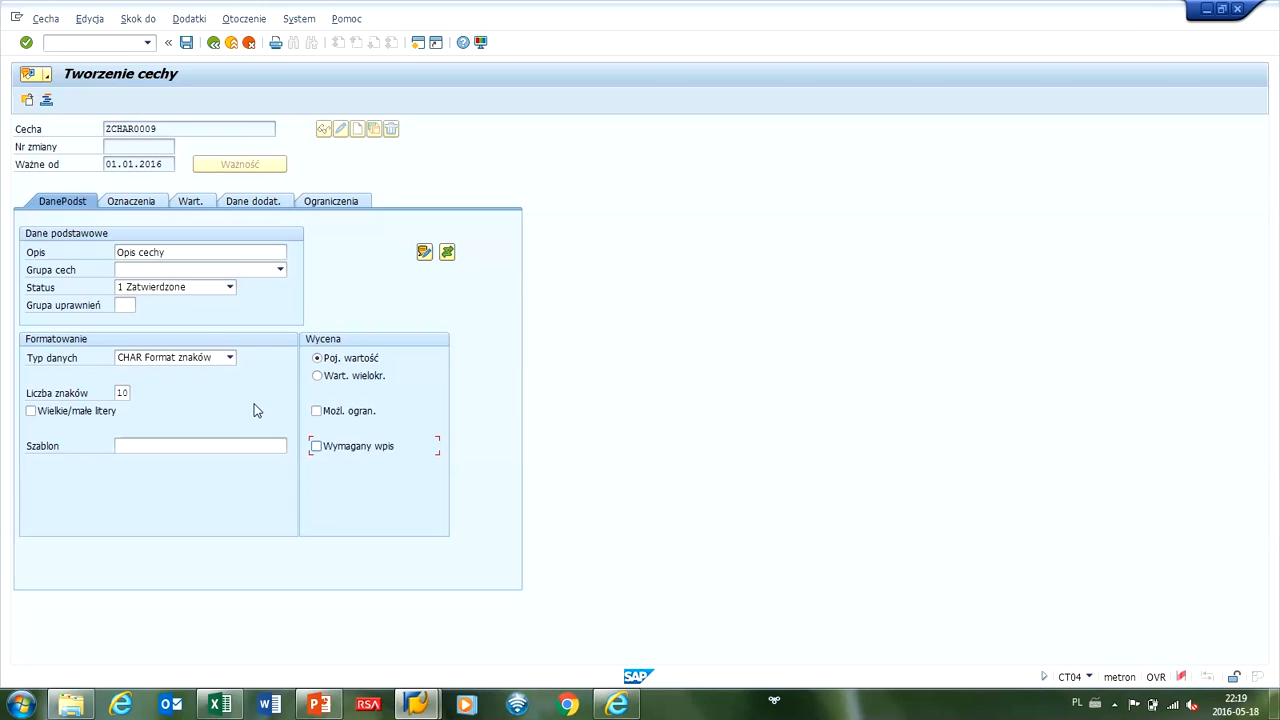 Cecha Edycja Skok do Dodatki Otoczenie System Pomoc
Tworzenie cechy
Cecha ZCHAR0009
Nr zmiany
Ważne od 01.01.2016 Ważność
DanePodst Oznaczenia Wart. Dane dodat. Ograniczenia
Dane podstawowe
Opis Opis cechy
Grupa cech
Status 1 Zatwierdzone
Grupa uprawnień
Formatowanie Wycena
Typ danych CHAR Format znaków Poj. wartość
Wart. wielokr.
Liczba znaków 10
Wielkie/małe litery Możl. ogran.
Szablon Wymagany wpis
SAP
CT04 metron OVR
RSA
PL 22:19
2016-05-18